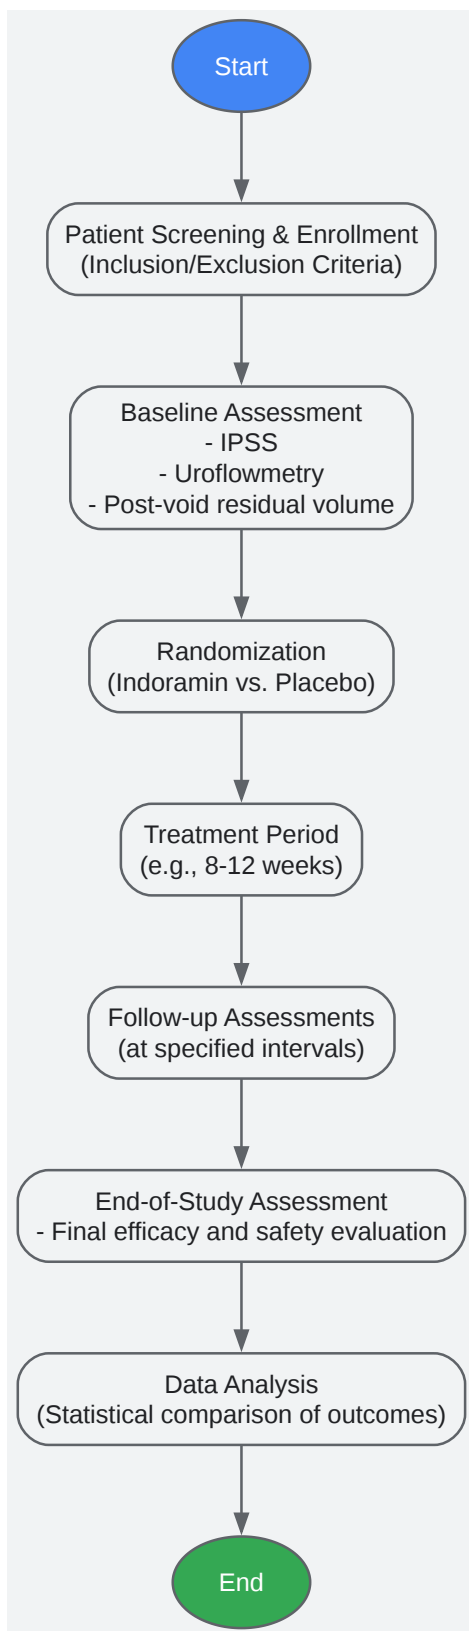 Start
Patient Screening & Enrollment
(Inclusion/Exclusion Criteria)
Baseline Assessment
- IPSS
- Uroflowmetry
- Post-void residual volume
Randomization
(Indoramin vs. Placebo)
Treatment Period
(e.g., 8-12 weeks)
Follow-up Assessments
(at specified intervals)
End-of-Study Assessment
- Final efficacy and safety evaluation
Data Analysis
(Statistical comparison of outcomes)
End